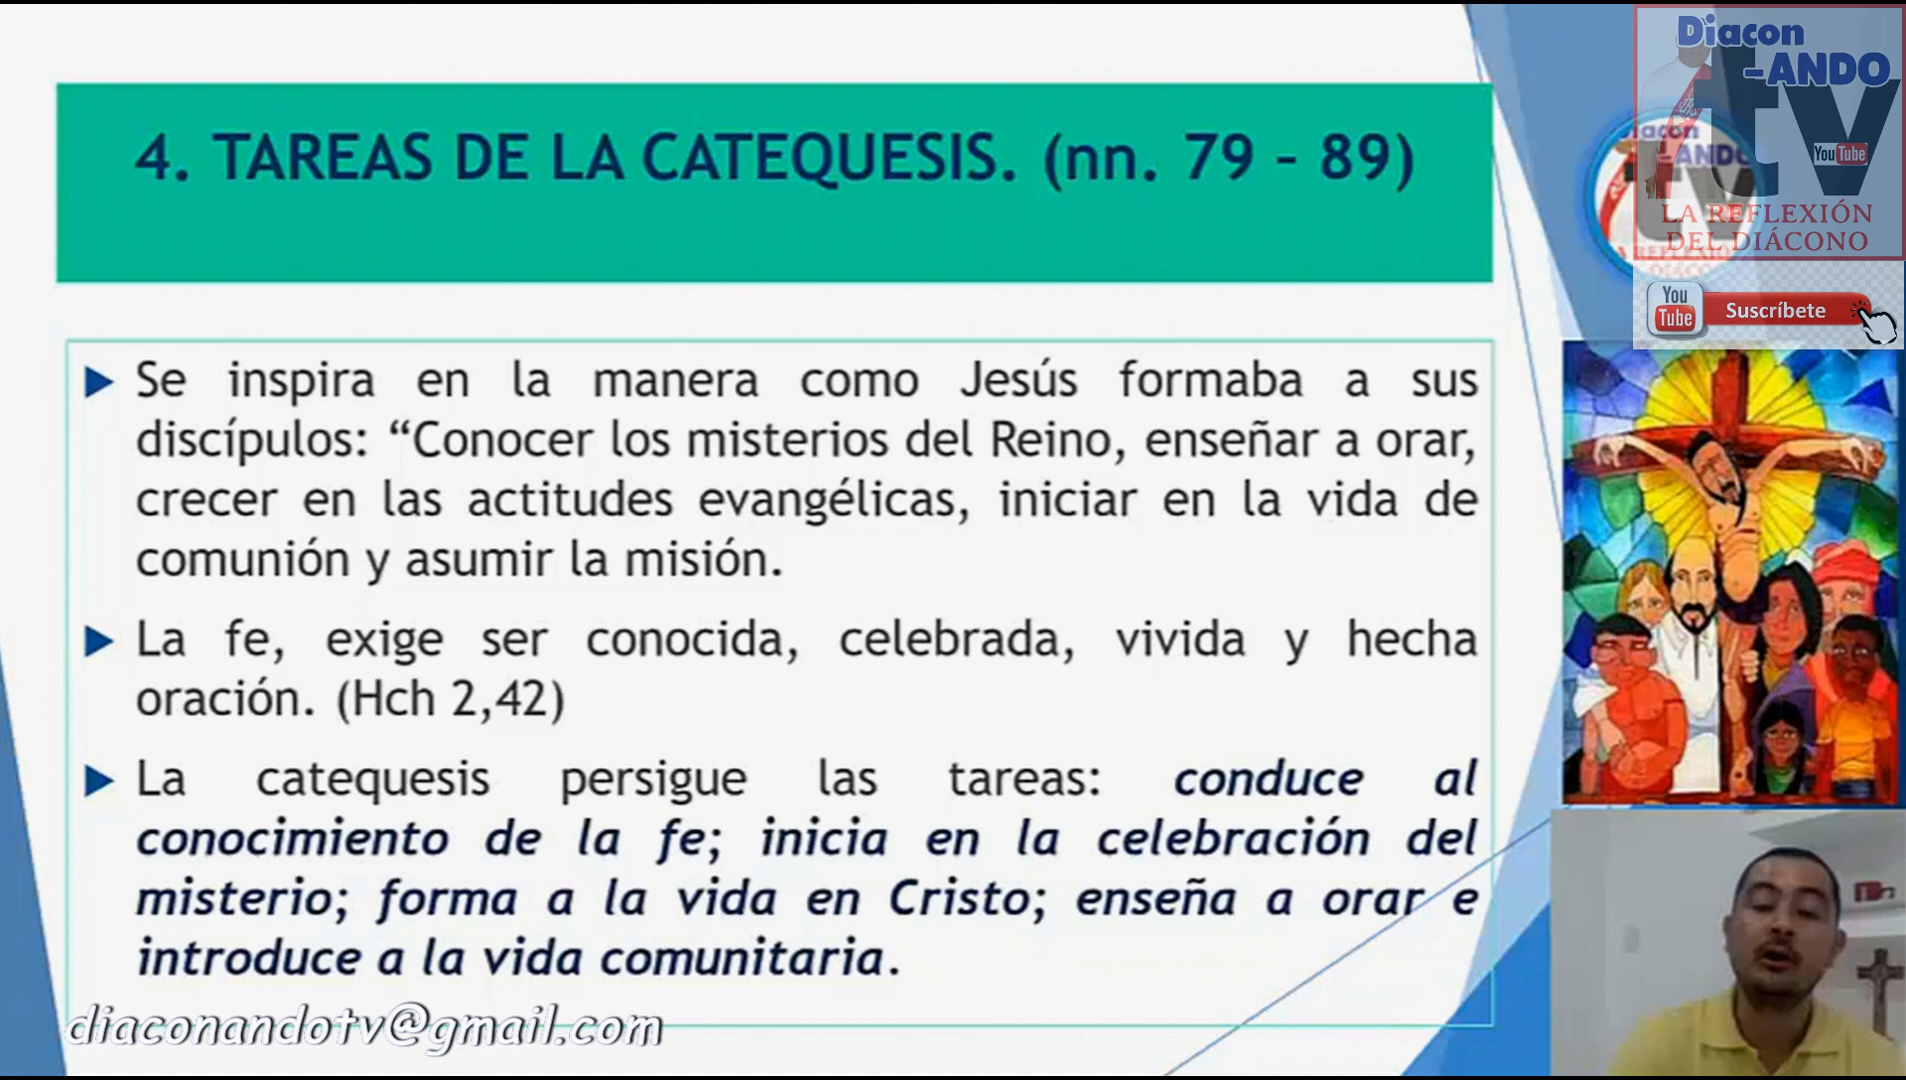 4. TAREAS DE LA CATEQUESIS. (nn. 79 – 89)
Se inspira en la manera como Jesús formaba a sus
discípulos: “Conocer los misterios del Reino, enseñar a orar,
crecer en las actitudes evangélicas, iniciar en la vida de
comunión y asumir la misión.
La fe, exige ser conocida, celebrada, vivida y hecha
oración. (Hch 2,42)
La catequesis persigue las tareas: conduce al
conocimiento de la fe; inicia en la celebración del
misterio; forma a la vida en Cristo; enseña a orar e
introduce a la vida comunitaria.
diaconandotv@gmail.com
Diacon
-ANDO
tv
You Tube
LA REFLEXIÓN
DEL DIÁCONO
You
Tube
Suscríbete